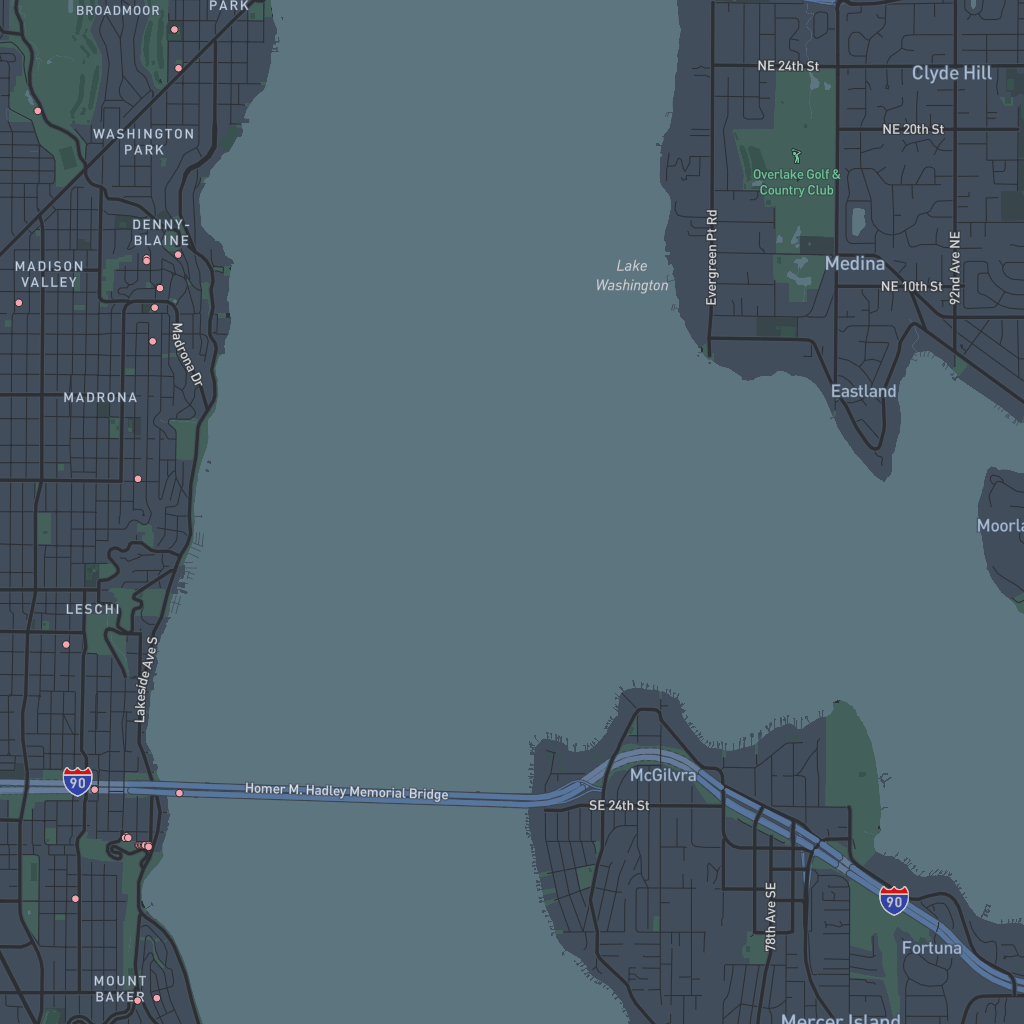 BROADMOOR
PARK
NE 24th St
Clyde Hill
WASHINGTON
PARK
NE 20th St
Overlake Golf &
Country Club
DENNY-
BLAINE
Evergreen Pt Rd
92nd Ave NE
MADISON
VALLEY
Lake
Washington
Medina
NE 10th St
Madrona Dr
MADRONA
Eastland
Moorla
LESCHI
Lakeside Ave S
90
Homer M. Hadley Memorial Bridge
McGilvra
SE 24th St
90
78th Ave SE
Fortuna
MOUNT
BAKER
Mercer Island